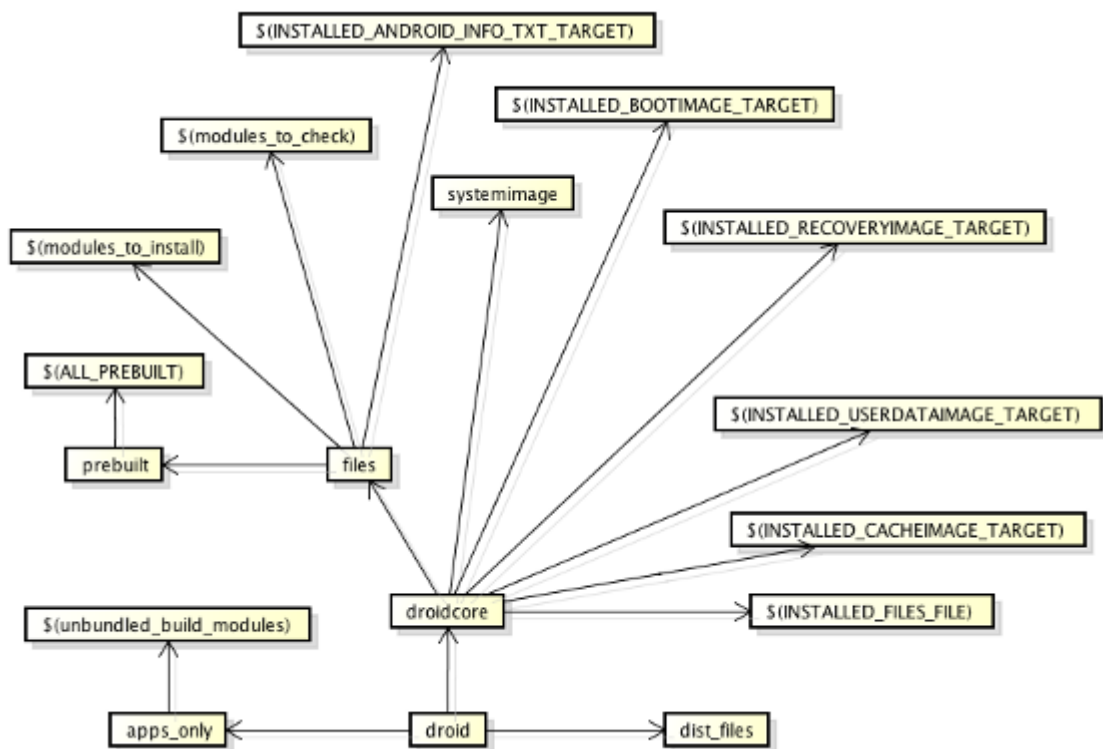 $(INSTALLED_ANDROID_INFO_TXT_TARGET)
$(INSTALLED_BOOTIMAGE_TARGET)
$(modules_to_check)
systemimage
$(INSTALLED_RECOVERYIMAGE_TARGET)
$(modules_to_install)
$(ALL_PREBUILT)
$(INSTALLED_USERDATAIMAGE_TARGET)
prebuilt
files
$(INSTALLED_CACHEIMAGE_TARGET)
droidcore
$(INSTALLED_FILES_FILE)
$(unbundled_build_modules)
apps_only
droid
dist_files